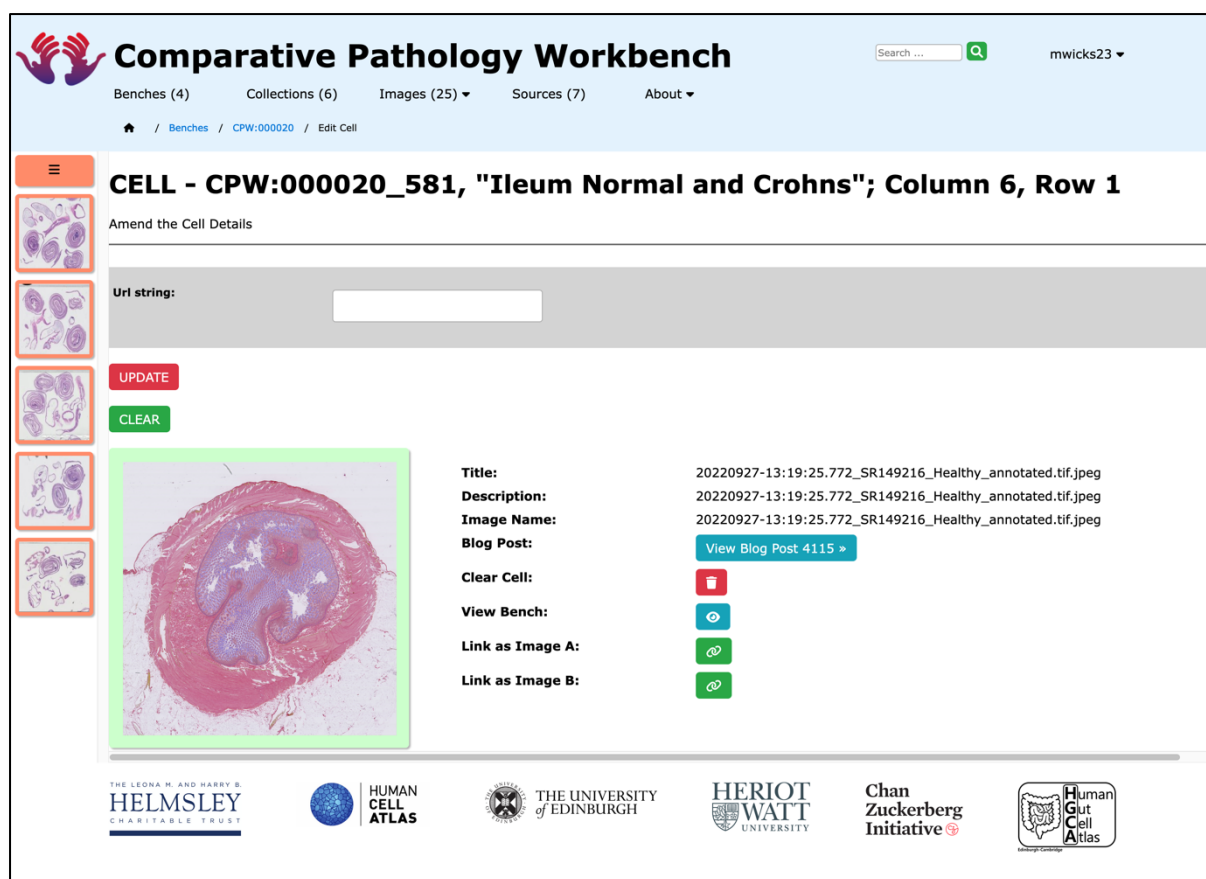 Comparative Pathology Workbench
Search ...
mwicks23
Benches (4) Collections (6) Images (25) Sources (7) About
/ Benches / CPW:000020 / Edit Cell
CELL - CPW:000020_581, "Ileum Normal and Crohns"; Column 6, Row 1
Amend the Cell Details
Url string:
UPDATE
CLEAR
Title: 20220927-13:19:25.772_SR149216_Healthy_annotated.tif.jpeg
Description: 20220927-13:19:25.772_SR149216_Healthy_annotated.tif.jpeg
Image Name: 20220927-13:19:25.772_SR149216_Healthy_annotated.tif.jpeg
Blog Post: View Blog Post 4115 »
Clear Cell:
View Bench:
Link as Image A:
Link as Image B:
THE LEONA M. AND HARRY B.
HELMSLEY
CHARITABLE TRUST
HUMAN
CELL
ATLAS
THE UNIVERSITY
of EDINBURGH
HERIOT
WATT
UNIVERSITY
Chan
Zuckerberg
Initiative
Human
Gut
Cell
Atlas
Edinburgh-Cambridge